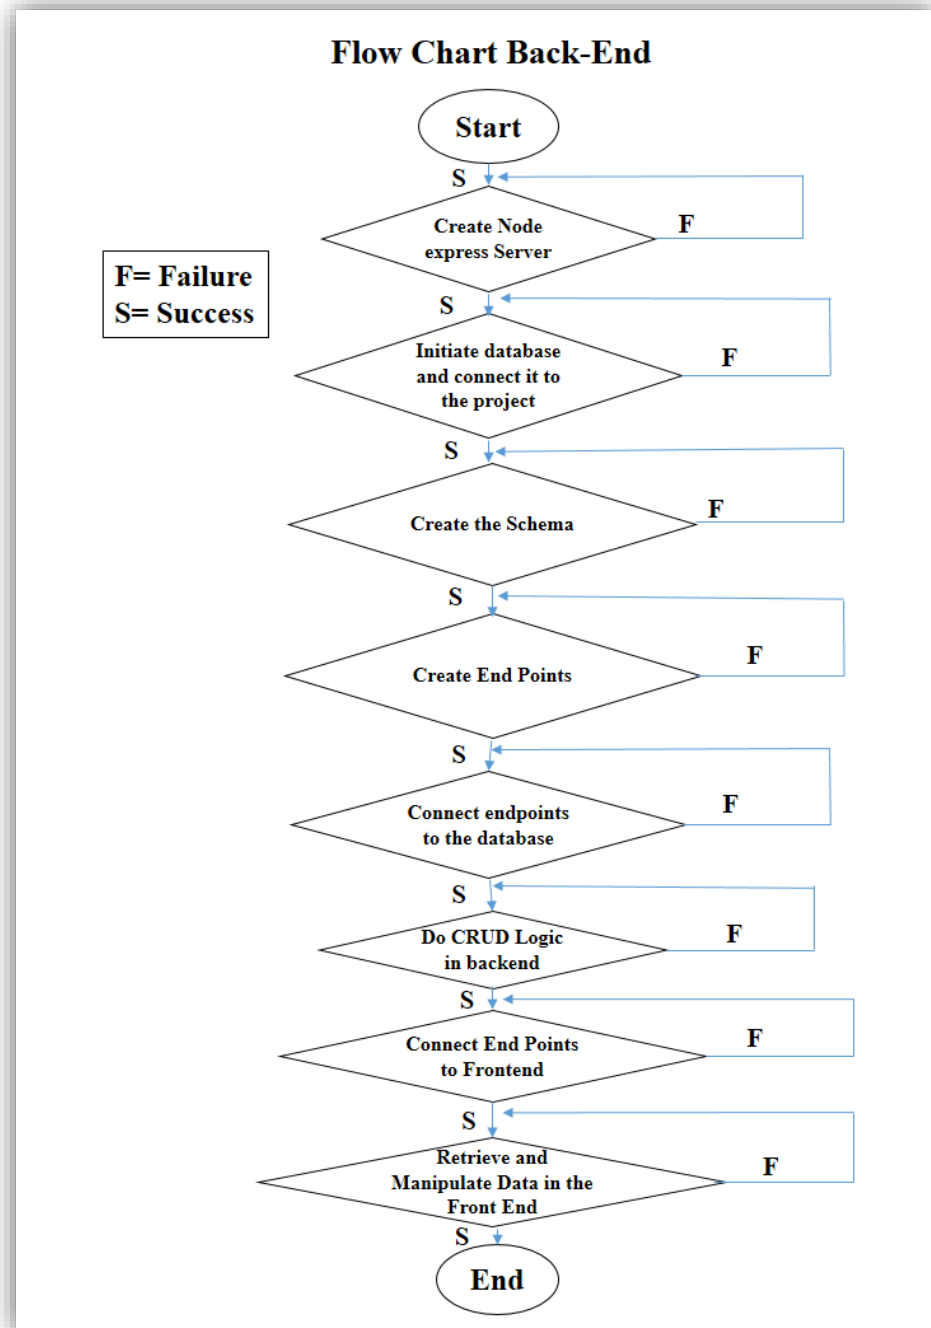 Flow Chart Back-End
Start
S
Create Node
express Server
F
F= Failure
S= Success
S
Initiate database
and connect it to
the project
F
S
Create the Schema
F
S
Create End Points
F
S
Connect endpoints
to the database
F
S
Do CRUD Logic
in backend
F
S
Connect End Points
to Frontend
F
S
Retrieve and
Manipulate Data in the
Front End
F
S
End